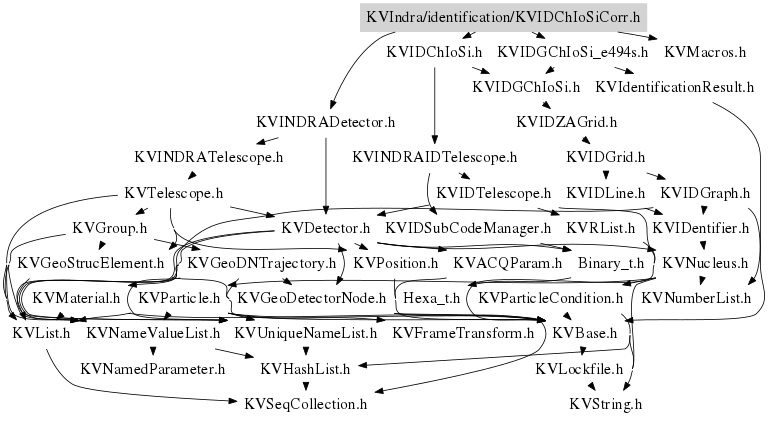 KVIndra/identification/KVIDChIoSiCorr.h
KVIDChIoSi.h KVIDGChIoSi_e494s.h KVMacros.h
KVIDGChIoSi.h KVIdentificationResult.h
KVINDRADetector.h KVIDZAGrid.h
KVINDRATelescope.h KVINDRAIDTelescope.h KVIDGrid.h
KVTelescope.h KVIDTelescope.h KVIDLine.h KVIDGraph.h
KVGroup.h KVDetector.h KVIDSubCodeManager.h KVRList.h KVIDentifier.h
KVGeoStrucElement.h KVGeoDNTrajectory.h KVPosition.h KVACQParam.h Binary_t.h KVNucleus.h
KVMaterial.h KVParticle.h KVGeoDetectorNode.h Hexa_t.h KVParticleCondition.h KVNumberList.h
KVList.h KVNameValueList.h KVUniqueNameList.h KVFrameTransform.h KVBase.h
KVNamedParameter.h KVHashList.h KVLockfile.h
KVSeqCollection.h KVString.h